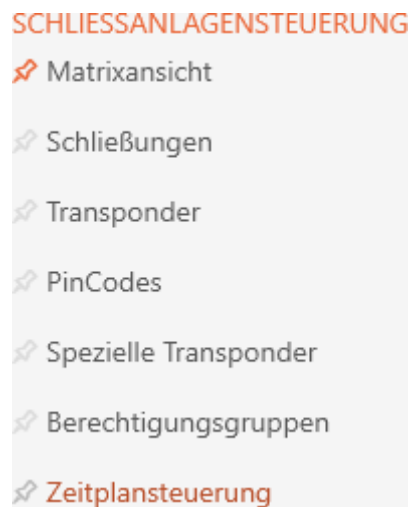 SCHLIESSANLAGENSTEUERUNG
Matrixansicht
Schließungen
Transponder
PinCodes
Spezielle Transponder
Berechtigungsgruppen
Zeitplansteuerung